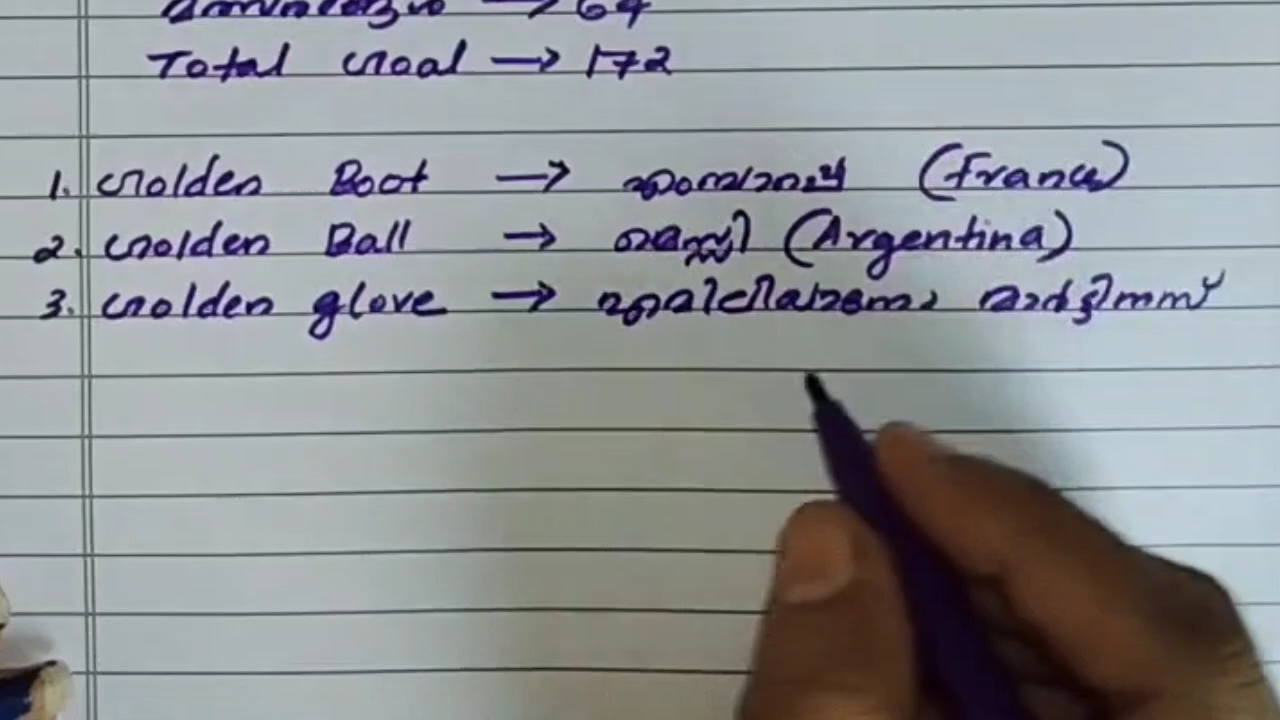 → 64
Total Goal → 172
1. Golden Boot → എംബാപ്പെ (France)
2. Golden Ball → മെസ്സി (Argentina)
3. Golden glove → എമിലിയാനോ മാർട്ടിനസ്